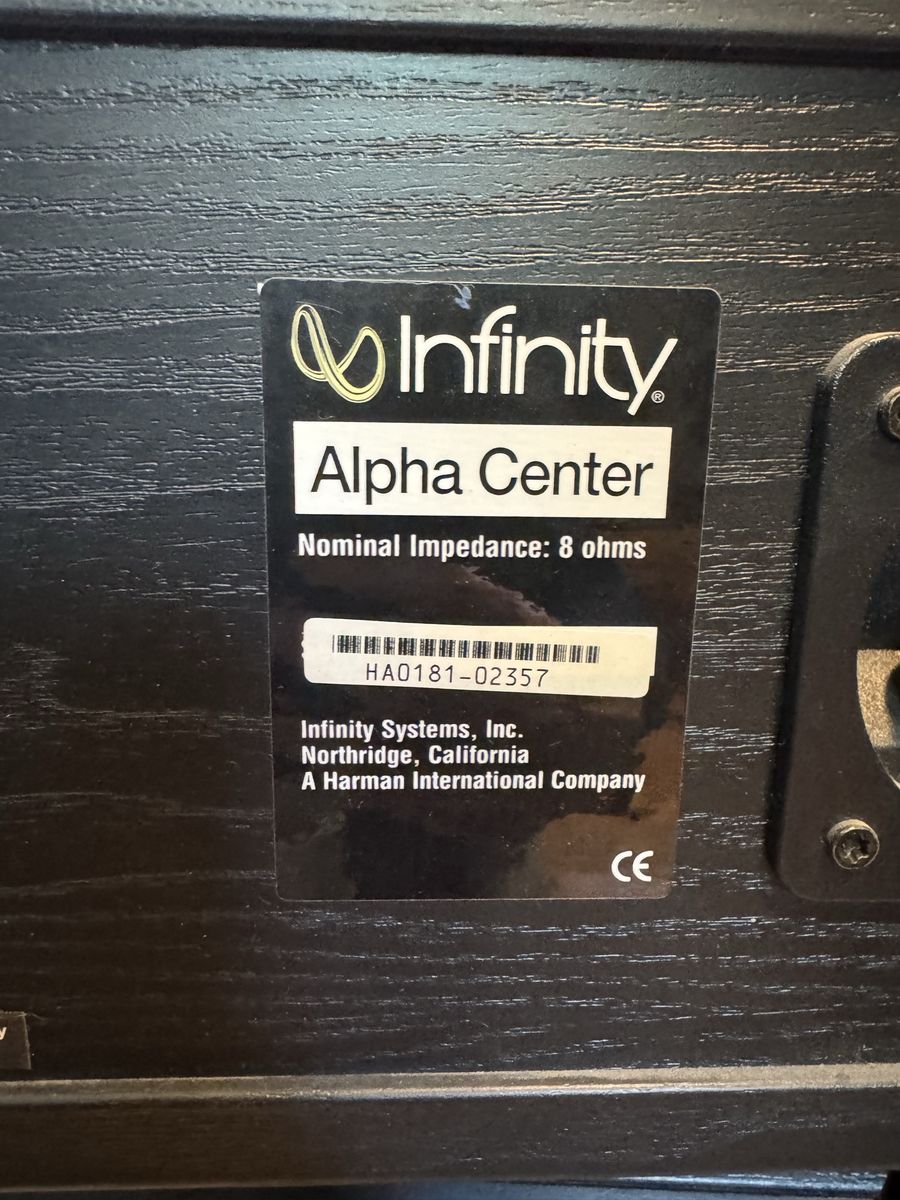 Infinity®
Alpha Center
Nominal Impedance: 8 ohms
HA0181-02357
Infinity Systems, Inc.
Northridge, California
A Harman International Company
CE
y